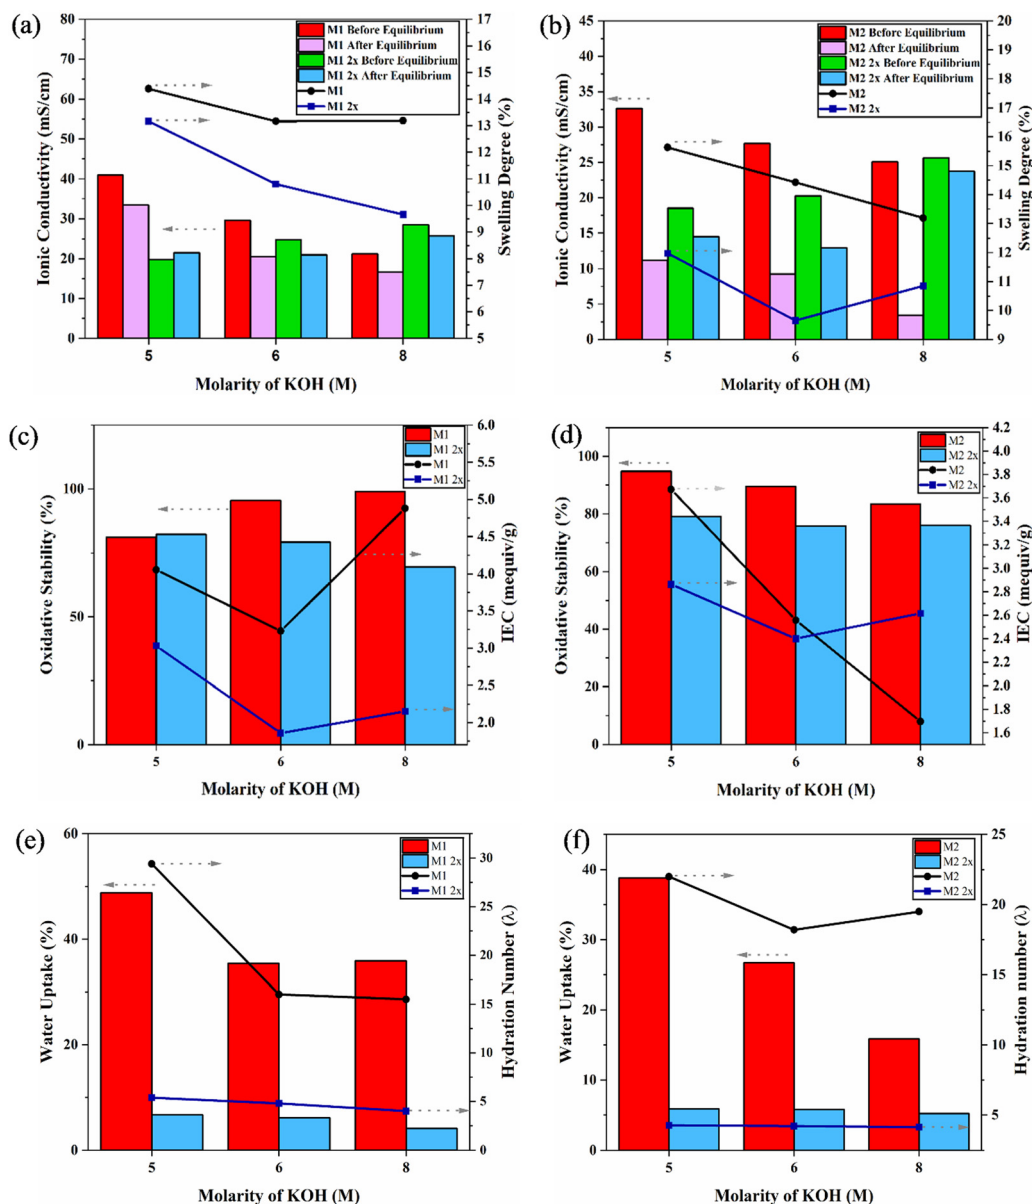 (a)
M1 Before Equilibrium
M1 After Equilibrium
M1 2x Before Equilibrium
M1 2x After Equilibrium
M1
M1 2x
Ionic Conductivity (mS/cm)
80
70
60
50
40
30
20
10
0
17
16
15
14
13
12
11
10
9
8
7
6
5
Swelling Degree (%)
5 6 8
Molarity of KOH (M)
(b)
M2 Before Equilibrium
M2 After Equilibrium
M2 2x Before Equilibrium
M2 2x After Equilibrium
M2
M2 2x
Ionic Conductivity (mS/cm)
45
40
35
30
25
20
15
10
5
0
20
19
18
17
16
15
14
13
12
11
10
9
Swelling Degree (%)
5 6 8
Molarity of KOH (M)
(c)
M1
M1 2x
M1
M1 2x
Oxidative Stability (%)
100
50
0
6.0
5.5
5.0
4.5
4.0
3.5
3.0
2.5
2.0
IEC (mequiv/g)
5 6 8
Molarity of KOH (M)
(d)
M2
M2 2x
M2
M2 2x
Oxidative Stability (%)
100
80
60
40
20
0
4.2
3.9
3.6
3.4
3.1
2.9
2.6
2.4
2.1
1.9
1.6
IEC (mequiv/g)
5 6 8
Molarity of KOH (M)
(e)
M1
M1 2x
M1
M1 2x
Water Uptake (%)
60
40
20
0
30
25
20
15
10
5
0
Hydration Number (λ)
5 6 8
Molarity of KOH (M)
(f)
M2
M2 2x
M2
M2 2x
Water Uptake (%)
40
30
20
10
0
25
20
15
10
5
Hydration number (λ)
5 6 8
Molarity of KOH (M)